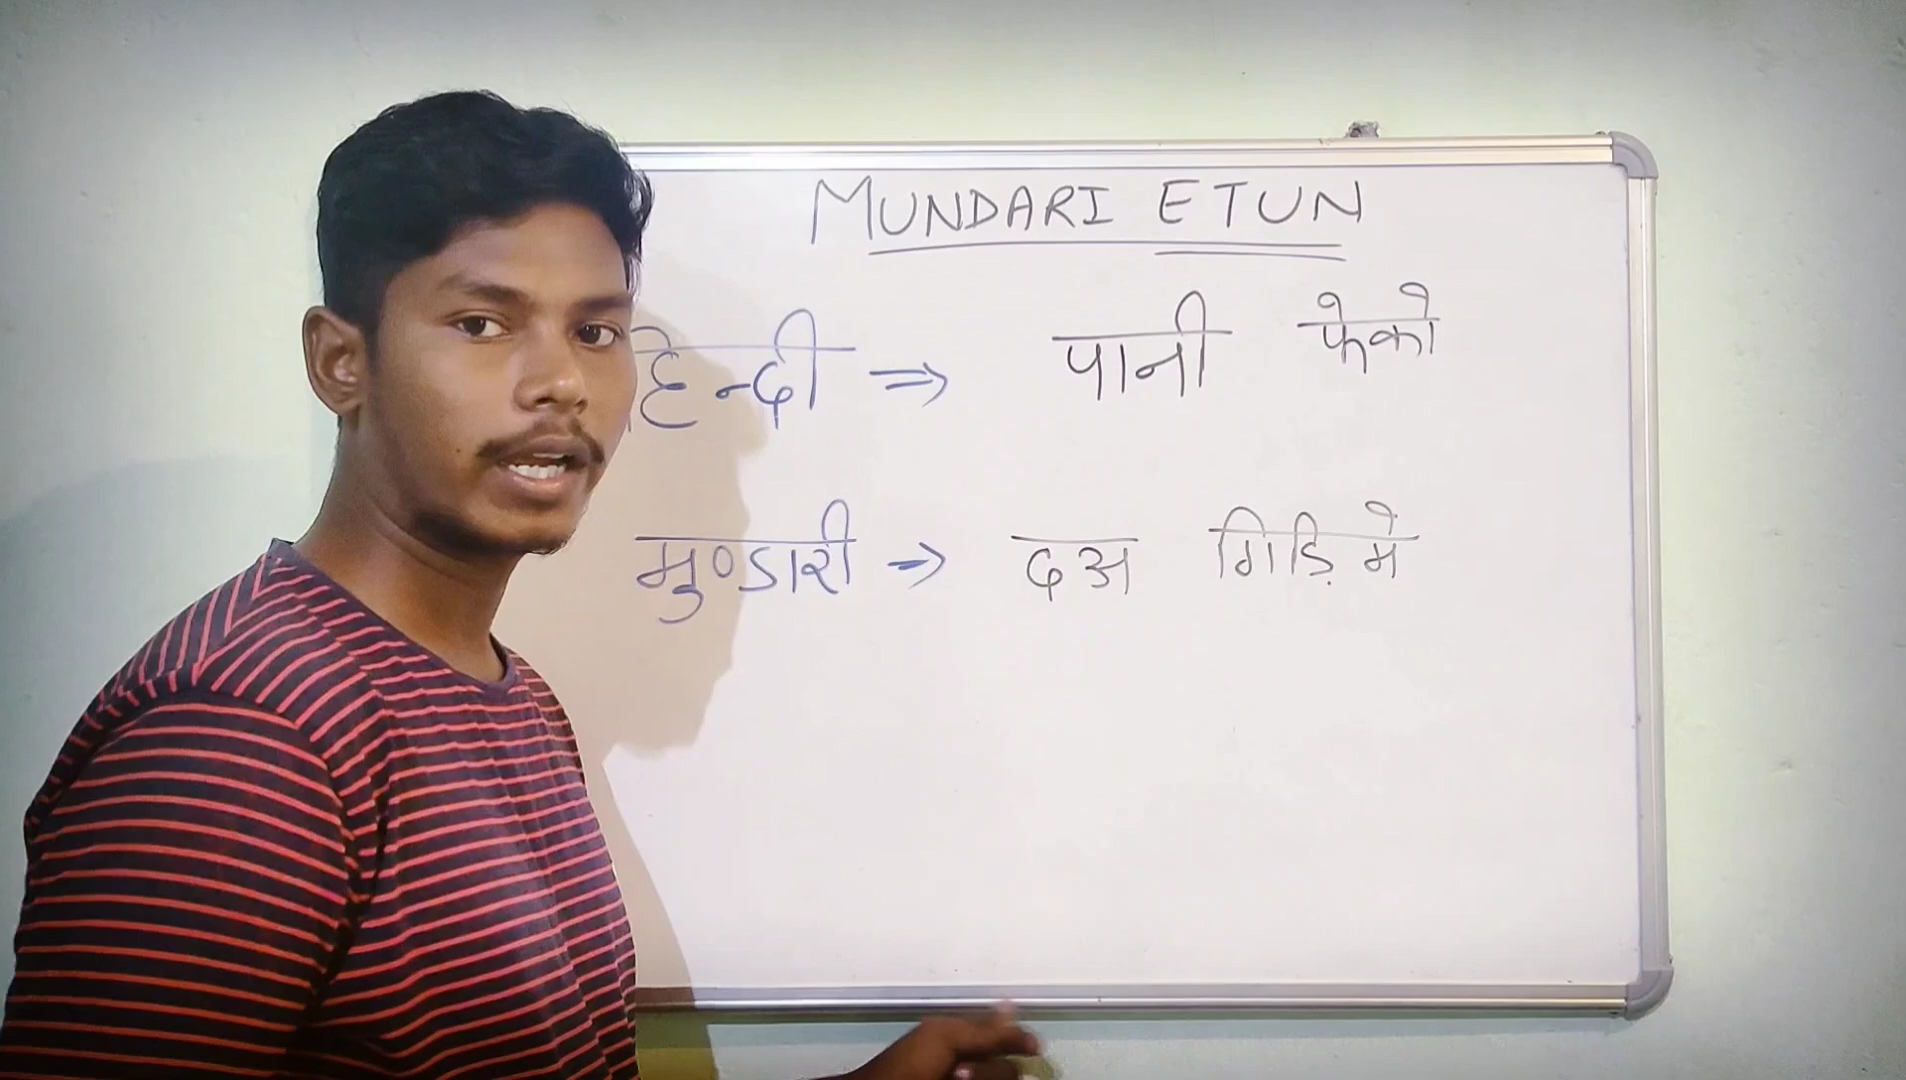 MUNDARI ETUN
हिन्दी ⇒ पानी फेको
मुण्डारी → दअ गिड़ि मे